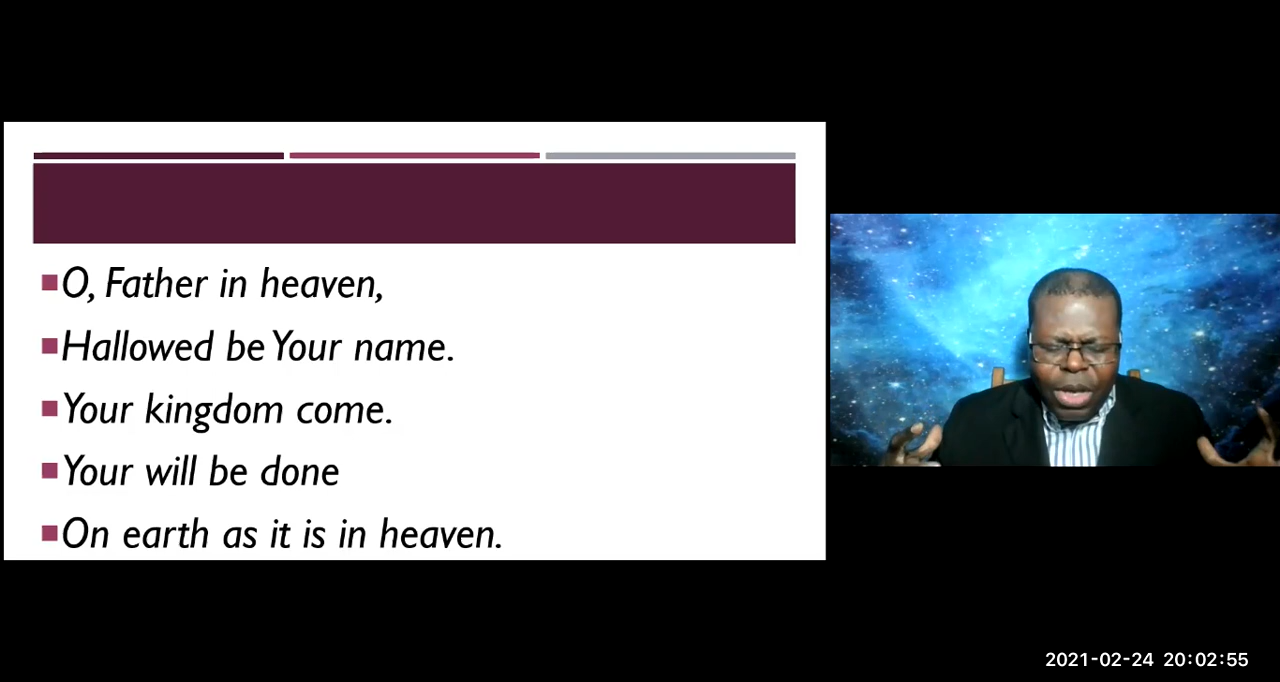 O, Father in heaven,
Hallowed be Your name.
Your kingdom come.
Your will be done
On earth as it is in heaven.
2021-02-24 20:02:55